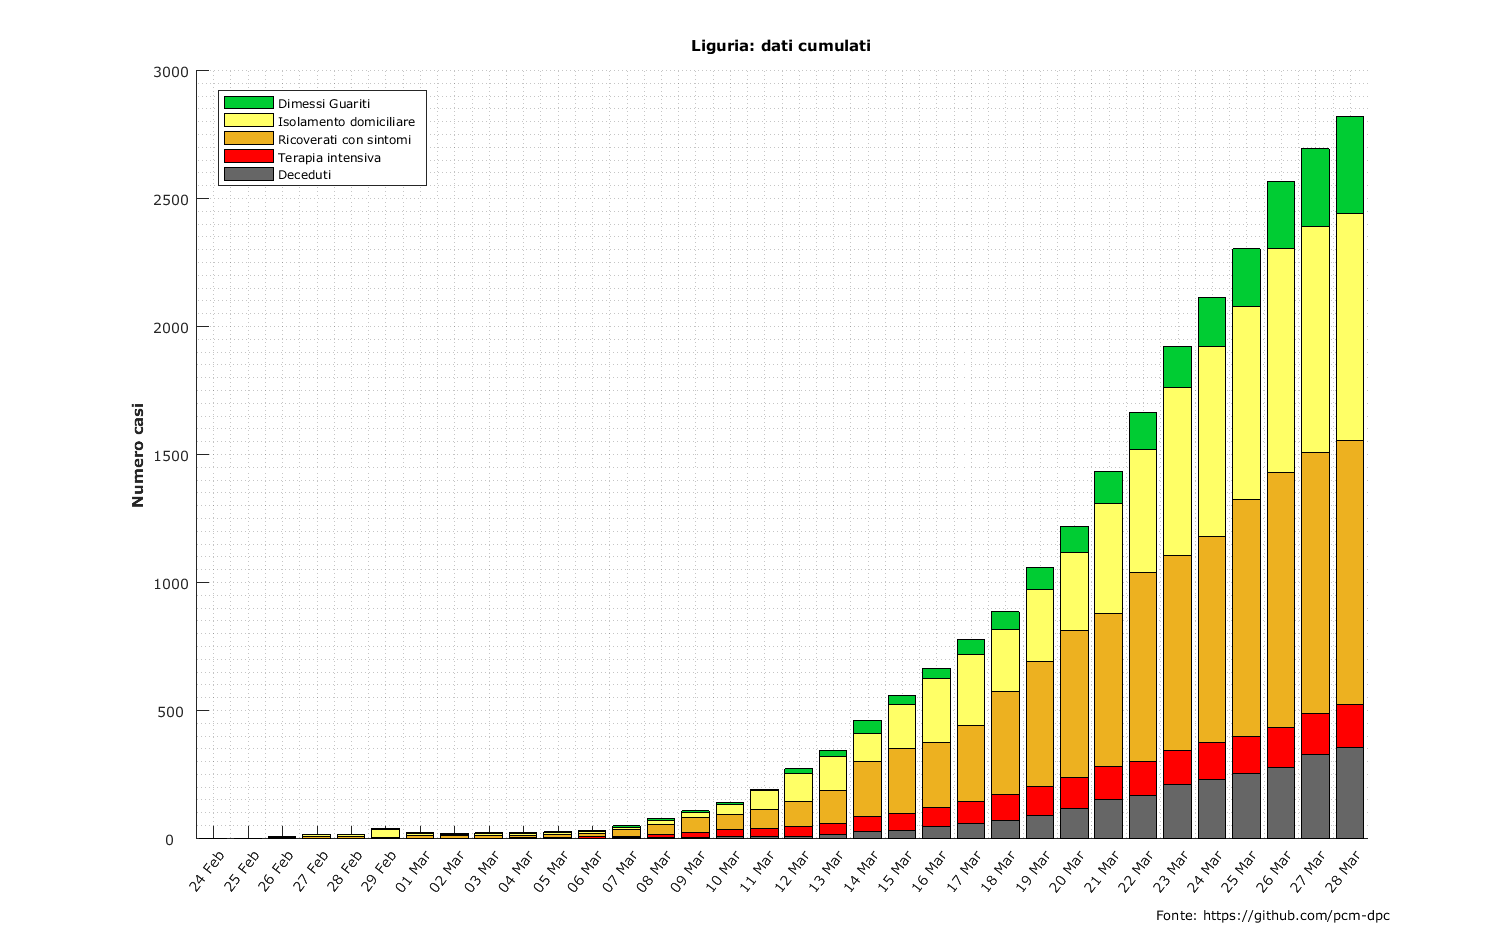 Liguria: dati cumulati
3000
2500
2000
1500
1000
500
0
Numero casi
Dimessi Guariti
Isolamento domiciliare
Ricoverati con sintomi
Terapia intensiva
Deceduti
24 Feb
25 Feb
26 Feb
27 Feb
28 Feb
29 Feb
01 Mar
02 Mar
03 Mar
04 Mar
05 Mar
06 Mar
07 Mar
08 Mar
09 Mar
10 Mar
11 Mar
12 Mar
13 Mar
14 Mar
15 Mar
16 Mar
17 Mar
18 Mar
19 Mar
20 Mar
21 Mar
22 Mar
23 Mar
24 Mar
25 Mar
26 Mar
27 Mar
28 Mar
Fonte: https://github.com/pcm-dpc